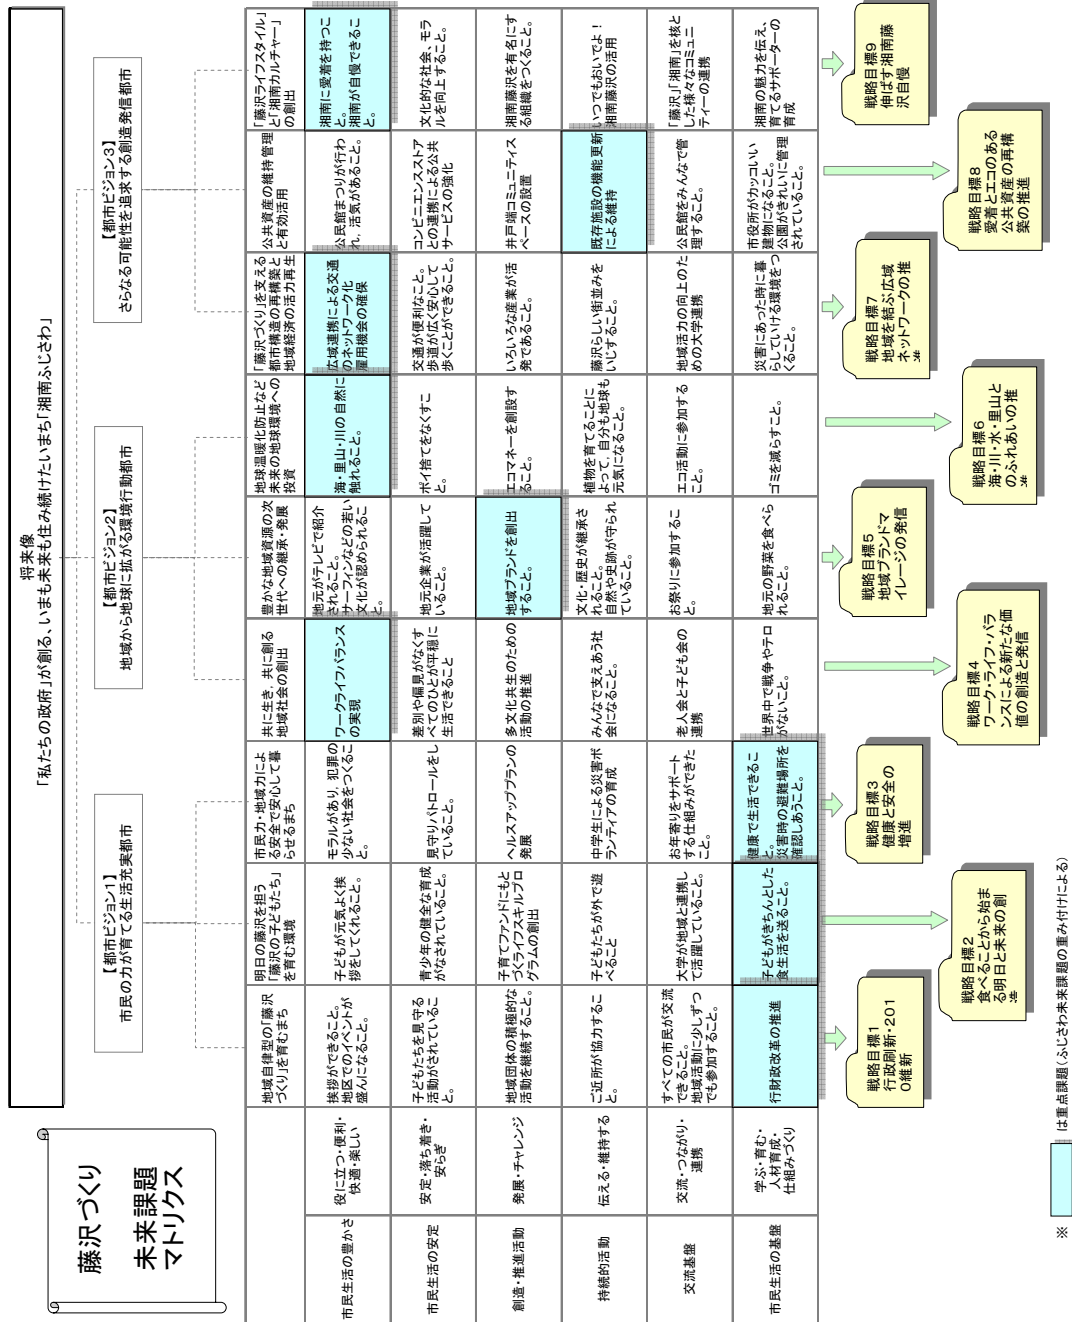 藤沢づくり
未来課題
マトリクス
将来像
「私たちの政府」が創る、いまも未来も住み続けたいまち「湘南ふじさわ」
【都市ビジョン1】
市民の力が育てる生活充実都市
【都市ビジョン2】
地域から地球に拡がる環境行動都市
【都市ビジョン3】
さらなる可能性を追求する創造発信都市
地域自律型の「藤沢
づくり」を育むまち
明日の藤沢を担う
「藤沢の子どもたち」
を育む環境
市民力・地域力によ
る安全で安心して暮
らせるまち
共に生き、共に創る
地域社会の創出
豊かな地域資源の次
世代への継承・発展
地球温暖化防止など
未来の地球環境への
投資
「藤沢づくり」を支える
都市構造の再構築と
地域経済の活力再生
公共資産の維持管理
と有効活用
「藤沢ライフスタイル」
と「湘南カルチャー」
の創出
市民生活の豊かさ
役に立つ・便利・
快適・楽しい
挨拶ができること。
地区でのイベントが
盛んになること。
子どもが元気よく挨
拶をしてくれること。
モラルがあり、犯罪の
少ない社会をつくるこ
と。
ワークライフバランス
の実現
地元がテレビで紹介
されること。
サーフィンなどの若い
文化が認められるこ
と。
海・里山・川の自然に
触れること。
広域連携による交通
のネットワーク化
雇用機会の確保
公民館まつりが行わ
れ、活気があること。
湘南に愛着を持つこ
と。
湘南が自慢できるこ
と。
市民生活の安定
安定・落ち着き・
安らぎ
子どもたちを見守る
活動がされているこ
と。
青少年の健全な育成
がなされていること。
見守りパトロールをし
ていること。
差別や偏見がなくす
べてのひとが平穏に
生活できること
地元企業が活躍して
いること。
ポイ捨てをなくすこ
と。
交通が便利なこと。
歩道が広く安心して
歩くことができること。
コンビニエンスストア
との連携による公共
サービスの強化
文化的な社会、モラ
ルを向上すること。
創造・推進活動
発展・チャレンジ
地域団体の積極的な
活動を継続すること。
子育てファンドにもと
づくライフスキルプロ
グラムの創出
ヘルスアッププランの
発展
多文化共生のための
活動の推進
地域ブランドを創出
すること。
エコマネーを創設す
ること。
いろいろな産業が活
発であること。
井戸端コミュニティス
ペースの設置
湘南藤沢を有名にす
る組織をつくること。
持続的活動
伝える・維持する
ご近所が協力するこ
と。
子どもたちが外で遊
べること
中学生による災害ボ
ランティアの育成
みんなで支えあう社
会になること。
文化・歴史が継承さ
れること。
自然や史跡が守られ
ていること。
植物を育てることに
よって、自分も地球も
元気になること。
藤沢らしい街並みを
いじすること。
既存施設の機能更新
による維持
いつでもおいでよ！
湘南藤沢の活用
交流基盤
交流・つながり・
連携
すべての市民が交流
できること。
地域活動に少しずつ
でも参加すること。
大学が地域と連携し
て活躍していること。
お年寄りをサポート
する仕組みができた
こと。
老人会と子ども会の
連携
お祭りに参加するこ
と。
エコ活動に参加する
こと。
地域活力の向上のた
めの大学連携
公民館をみんなで管
理すること。
「藤沢」「湘南」を核と
した様々なコミュニ
ティーの連携
市民生活の基盤
学ぶ・育む・
人材育成・
仕組みづくり
行財政改革の推進
子どもがきちんとした
食生活を送ること。
健康で生活できるこ
と。
災害時の避難場所を
確認しあうこと。
世界中で戦争やテロ
がないこと。
地元の野菜を食べら
れること。
ゴミを減らすこと。
災害にあった時に暮
らしていける環境をつ
くること。
市役所がカッコいい
建物になること。
公園がきれいに管理
されていること。
湘南の魅力を伝え、
育てるサポーターの
育成
戦略目標1
行政刷新・201
0維新
戦略目標2
食べることから始ま
る明日と未来の創
造
戦略目標3
健康と安全の
増進
戦略目標4
ワーク・ライフ・バラ
ンスによる新たな価
値の創造と発信
戦略目標5
地域ブランドマ
イレージの発信
戦略目標6
海・川・水・里山と
のふれあいの推
進
戦略目標7
地域を結ぶ広域
ネットワークの推
進
戦略目標8
愛着とエコのある
公共資産の再構
築の推進
戦略目標9
伸ばす湘南藤
沢自慢
※ は重点課題(ふじさわ未来課題の重み付けによる)